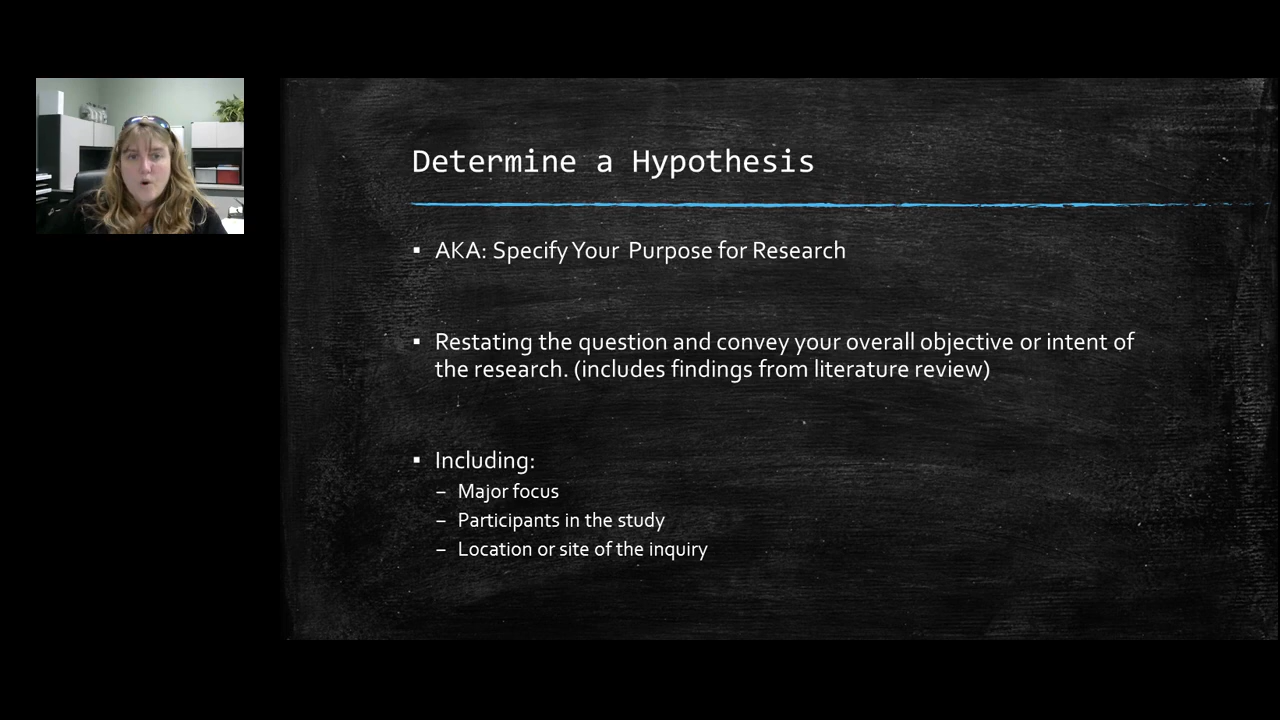 Determine a Hypothesis
▪ AKA: Specify Your Purpose for Research
▪ Restating the question and convey your overall objective or intent of
the research. (includes findings from literature review)
▪ Including:
– Major focus
– Participants in the study
– Location or site of the inquiry